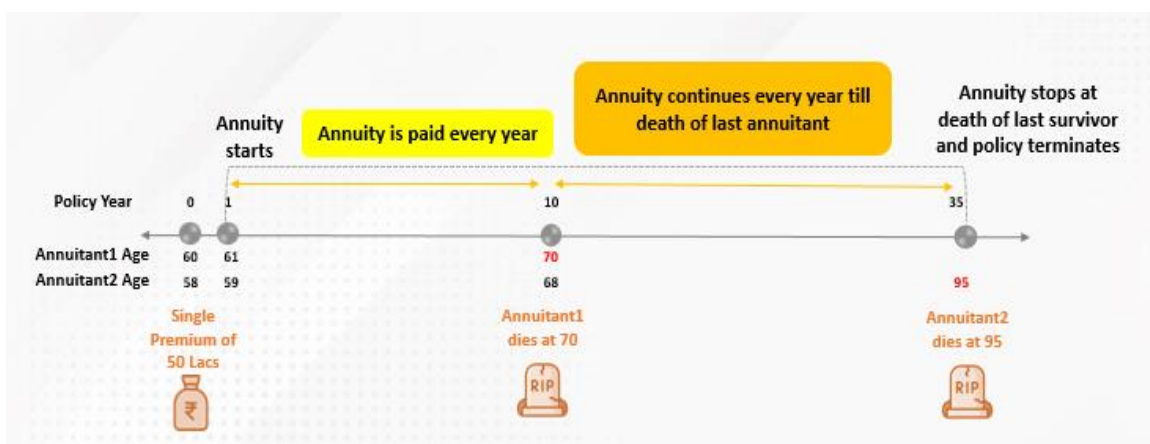 Annuity
starts
Annuity is paid every year
Annuity continues every year till
death of last annuitant
Annuity stops at
death of last survivor
and policy terminates
Policy Year 0 1 10 35
Annuitant1 Age 60 61 70
Annuitant2 Age 58 59 68 95
Single
Premium of
50 Lacs
₹
Annuitant1
dies at 70
RIP
Annuitant2
dies at 95
RIP